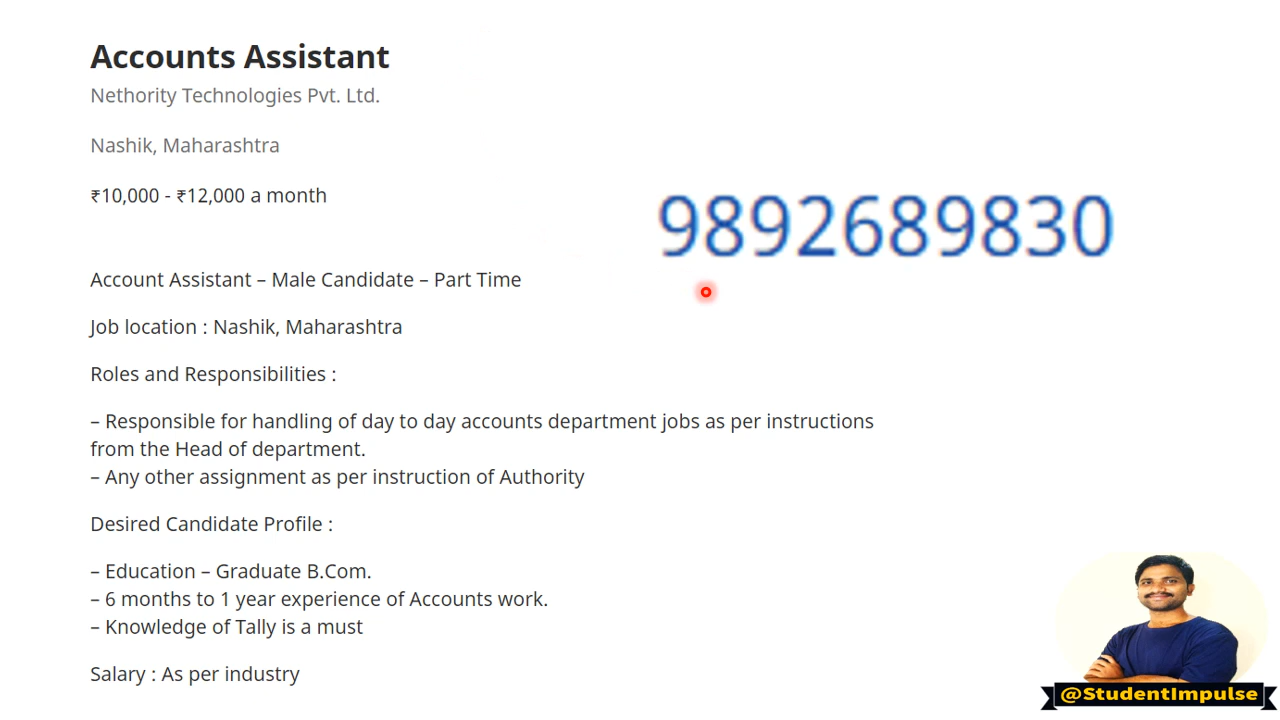 Accounts Assistant
Nethority Technologies Pvt. Ltd.
Nashik, Maharashtra
₹10,000 - ₹12,000 a month
9892689830
Account Assistant – Male Candidate – Part Time
Job location : Nashik, Maharashtra
Roles and Responsibilities :
– Responsible for handling of day to day accounts department jobs as per instructions
from the Head of department.
– Any other assignment as per instruction of Authority
Desired Candidate Profile :
– Education – Graduate B.Com.
– 6 months to 1 year experience of Accounts work.
– Knowledge of Tally is a must
Salary : As per industry
@StudentImpulse